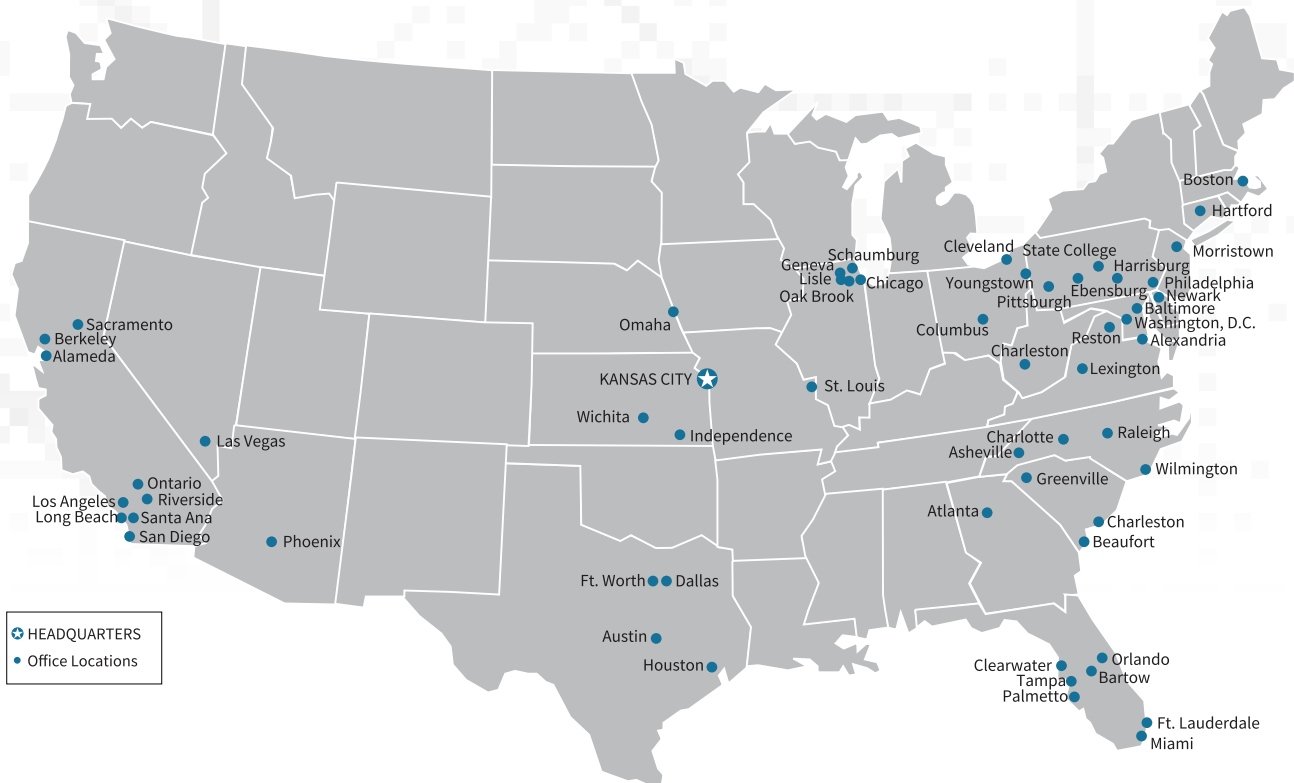 Boston
Hartford
Cleveland
State College
Morristown
Schaumburg
Geneva
Harrisburg
Lisle
Chicago
Youngstown
Philadelphia
Ebensburg
Oak Brook
Pittsburgh
Newark
Baltimore
Omaha
Sacramento
Washington, D.C.
Columbus
Berkeley
Reston
Alexandria
Alameda
Charleston
Lexington
KANSAS CITY
St. Louis
Wichita
Independence
Las Vegas
Charlotte
Raleigh
Asheville
Wilmington
Ontario
Greenville
Los Angeles
Riverside
Long Beach
Santa Ana
Atlanta
Charleston
San Diego
Phoenix
Beaufort
Ft. Worth
Dallas
HEADQUARTERS
Office Locations
Austin
Houston
Orlando
Clearwater
Bartow
Tampa
Palmetto
Ft. Lauderdale
Miami